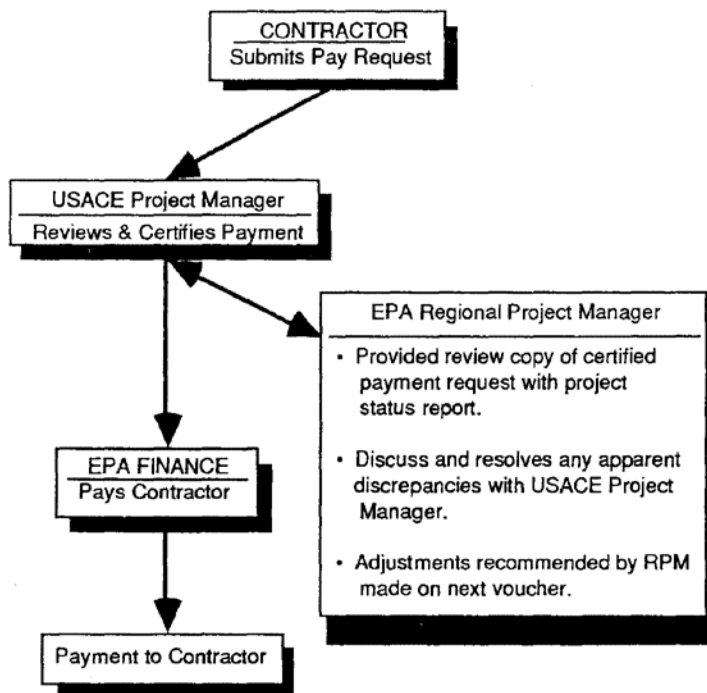 CONTRACTOR
Submits Pay Request
USACE Project Manager
Reviews & Certifies Payment
EPA Regional Project Manager
• Provided review copy of certified
payment request with project
status report.
• Discuss and resolves any apparent
discrepancies with USACE Project
Manager.
• Adjustments recommended by RPM
made on next voucher.
EPA FINANCE
Pays Contractor
Payment to Contractor